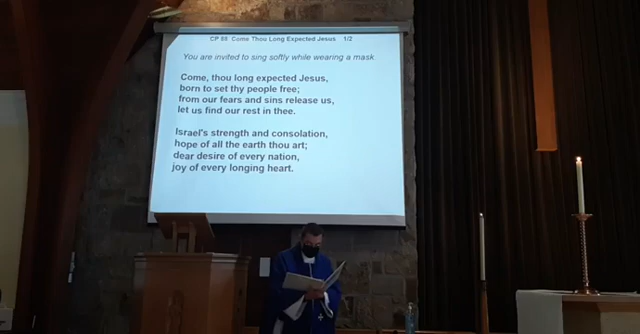 CP 88 Come Thou Long Expected Jesus 1/2
You are invited to sing softly while wearing a mask
Come, thou long expected Jesus,
born to set thy people free;
from our fears and sins release us,
let us find our rest in thee.
Israel's strength and consolation,
hope of all the earth thou art;
dear desire of every nation,
joy of every longing heart.